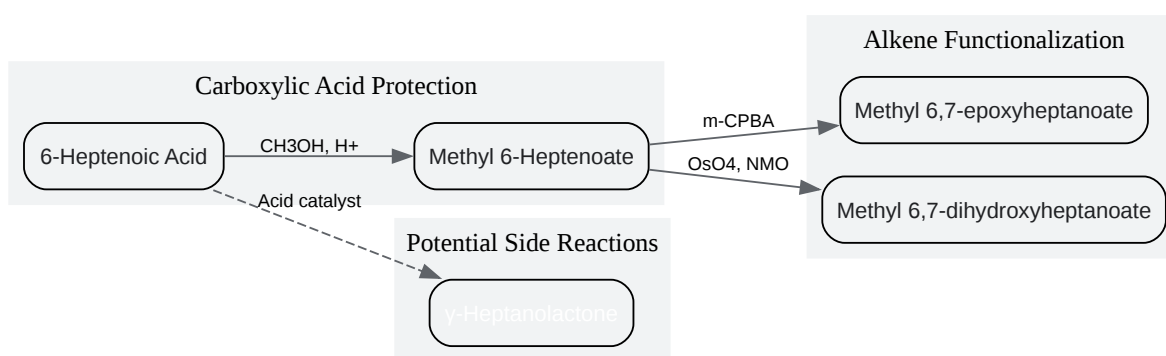 Alkene Functionalization
Carboxylic Acid Protection
Methyl 6,7-epoxyheptanoate
m-CPBA
6-Heptenoic Acid
CH3OH, H+
Methyl 6-Heptenoate
OsO4, NMO
Acid catalyst
Methyl 6,7-dihydroxyheptanoate
Potential Side Reactions
γ-Heptanolactone